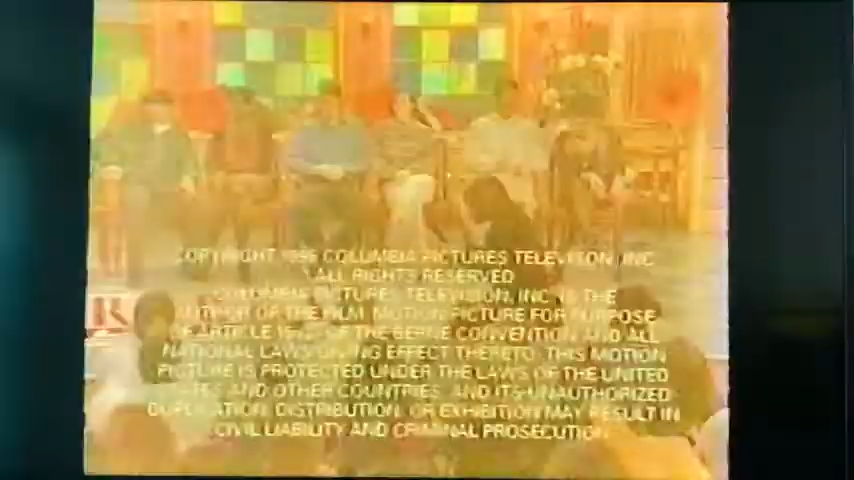 COPYRIGHT 1996 COLUMBIA PICTURES TELEVISION, INC.
ALL RIGHTS RESERVED
COLUMBIA PICTURES TELEVISION, INC. IS THE
AUTHOR OF THE FILM, MOTION PICTURE FOR PURPOSE
OF ARTICLE OF THE BERNE CONVENTION AND ALL
NATIONAL LAWS GIVING EFFECT THERETO. THIS MOTION
PICTURE IS PROTECTED UNDER THE LAWS OF THE UNITED
STATES AND OTHER COUNTRIES, AND ITS UNAUTHORIZED
DUPLICATION, DISTRIBUTION, OR EXHIBITION MAY RESULT IN
CIVIL LIABILITY AND CRIMINAL PROSECUTION.